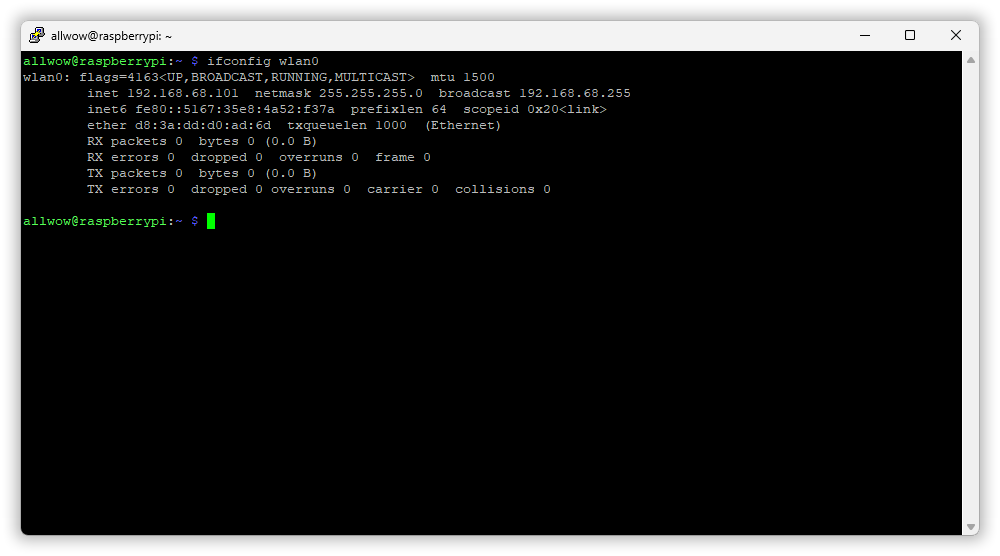 allwow@raspberrypi: ~
allwow@raspberrypi:~ $ ifconfig wlan0
wlan0: flags=4163<UP,BROADCAST,RUNNING,MULTICAST>  mtu 1500
        inet 192.168.68.101  netmask 255.255.255.0  broadcast 192.168.68.255
        inet6 fe80::5167:35e8:4a52:f37a  prefixlen 64  scopeid 0x20<link>
        ether d8:3a:dd:d0:ad:6d  txqueuelen 1000  (Ethernet)
        RX packets 0  bytes 0 (0.0 B)
        RX errors 0  dropped 0  overruns 0  frame 0
        TX packets 0  bytes 0 (0.0 B)
        TX errors 0  dropped 0 overruns 0  carrier 0  collisions 0
allwow@raspberrypi:~ $